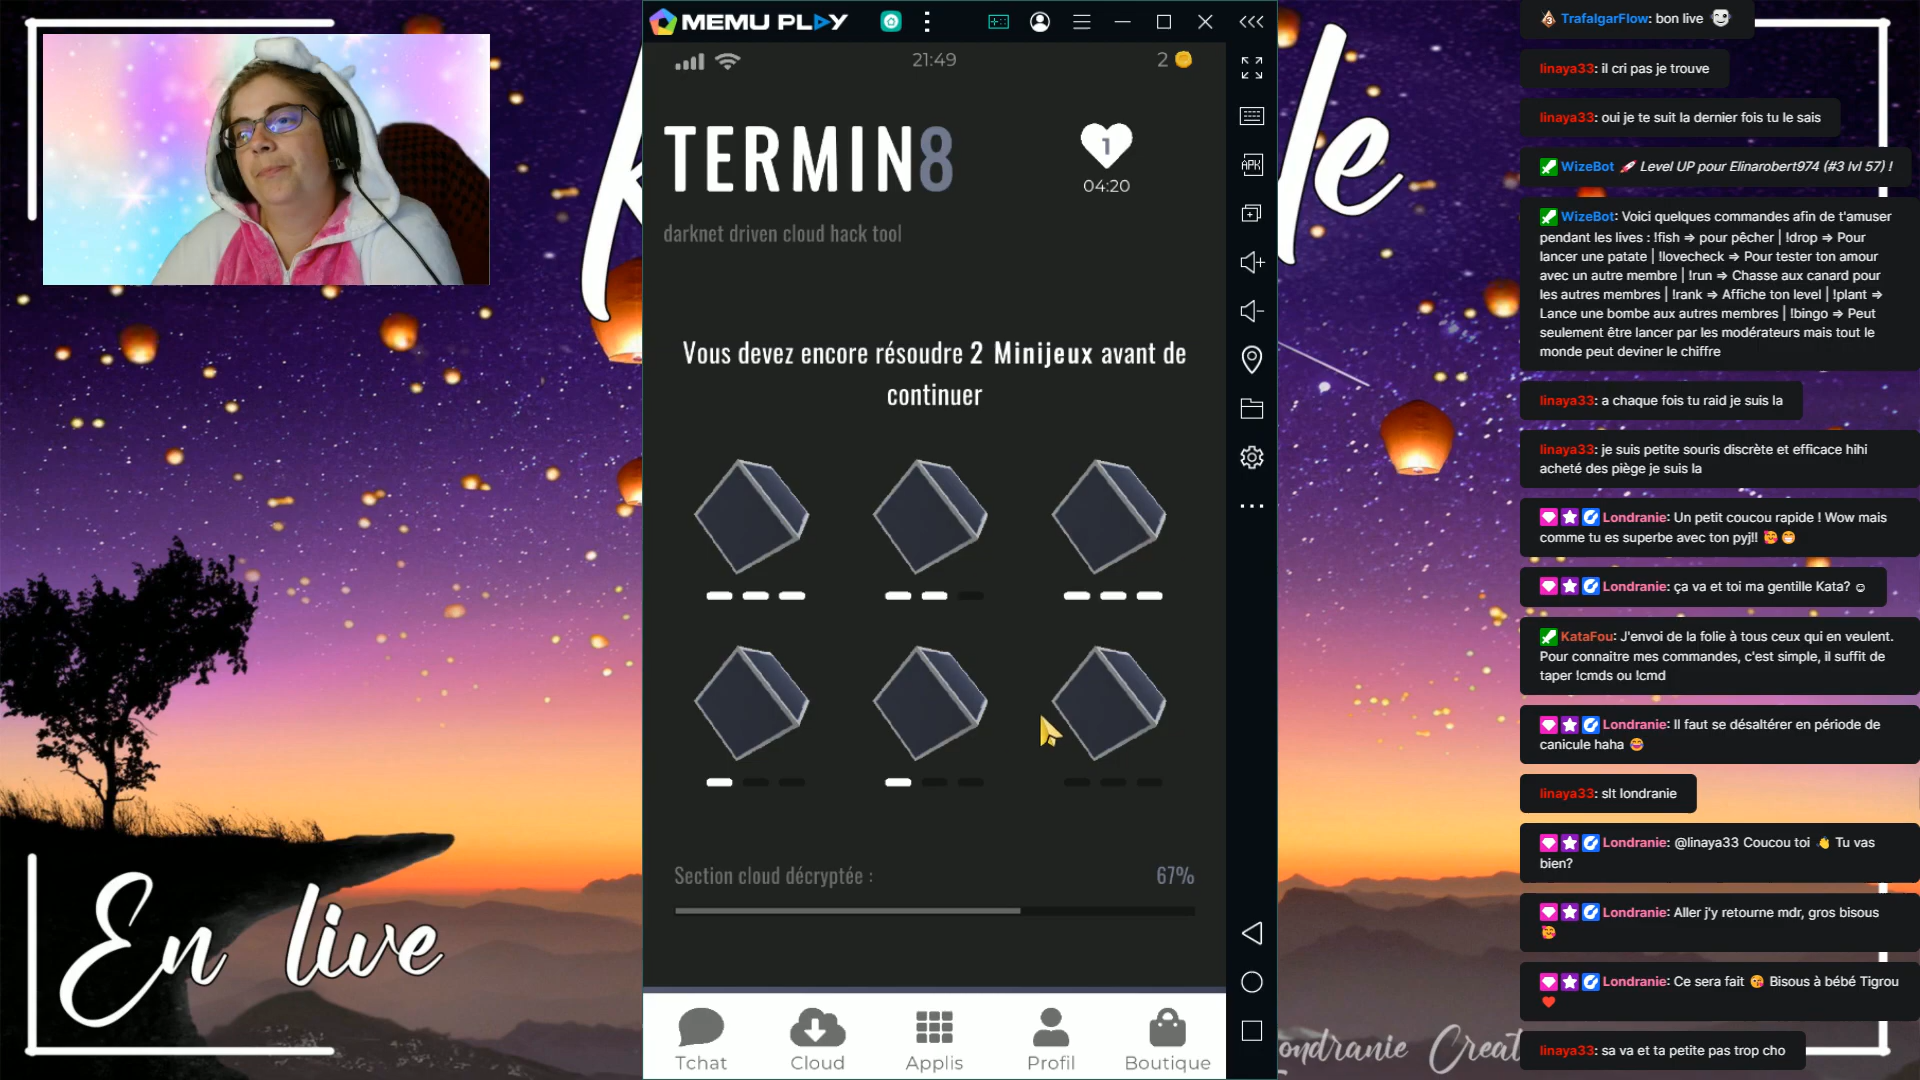 MEMU PLAY
21:49
2
TERMIN8
1
04:20
darknet driven cloud hack tool
Vous devez encore résoudre 2 Minijeux avant de
continuer
Section cloud décryptée :
67%
Tchat
Cloud
Applis
Profil
Boutique
APK
En live
TrafalgarFlow: bon live
linaya33: il cri pas je trouve
linaya33: oui je te suit la dernier fois tu le sais
WizeBot Level UP pour Elinarobert974 (#3 lvl 57) !
WizeBot: Voici quelques commandes afin de t'amuser
pendant les lives : !fish ⇒ pour pêcher | !drop ⇒ Pour
lancer une patate | !lovecheck ⇒ Pour tester ton amour
avec un autre membre | !run ⇒ Chasse aux canard pour
les autres membres | !rank ⇒ Affiche ton level | !plant ⇒
Lance une bombe aux autres membres | !bingo ⇒ Peut
seulement être lancer par les modérateurs mais tout le
monde peut deviner le chiffre
linaya33: a chaque fois tu raid je suis la
linaya33: je suis petite souris discrète et efficace hihi
acheté des piège je suis la
Londranie: Un petit coucou rapide ! Wow mais
comme tu es superbe avec ton pyj!! 🥰 😁
Londranie: ça va et toi ma gentille Kata? ☺
KataFou: J'envoi de la folie à tous ceux qui en veulent.
Pour connaitre mes commandes, c'est simple, il suffit de
taper !cmds ou !cmd
Londranie: Il faut se désaltérer en période de
canicule haha 😂
linaya33: slt londranie
Londranie: @linaya33 Coucou toi 👋 Tu vas
bien?
Londranie: Aller j'y retourne mdr, gros bisous
🥰
Londranie: Ce sera fait 😘 Bisous à bébé Tigrou
♥
linaya33: sa va et ta petite pas trop cho